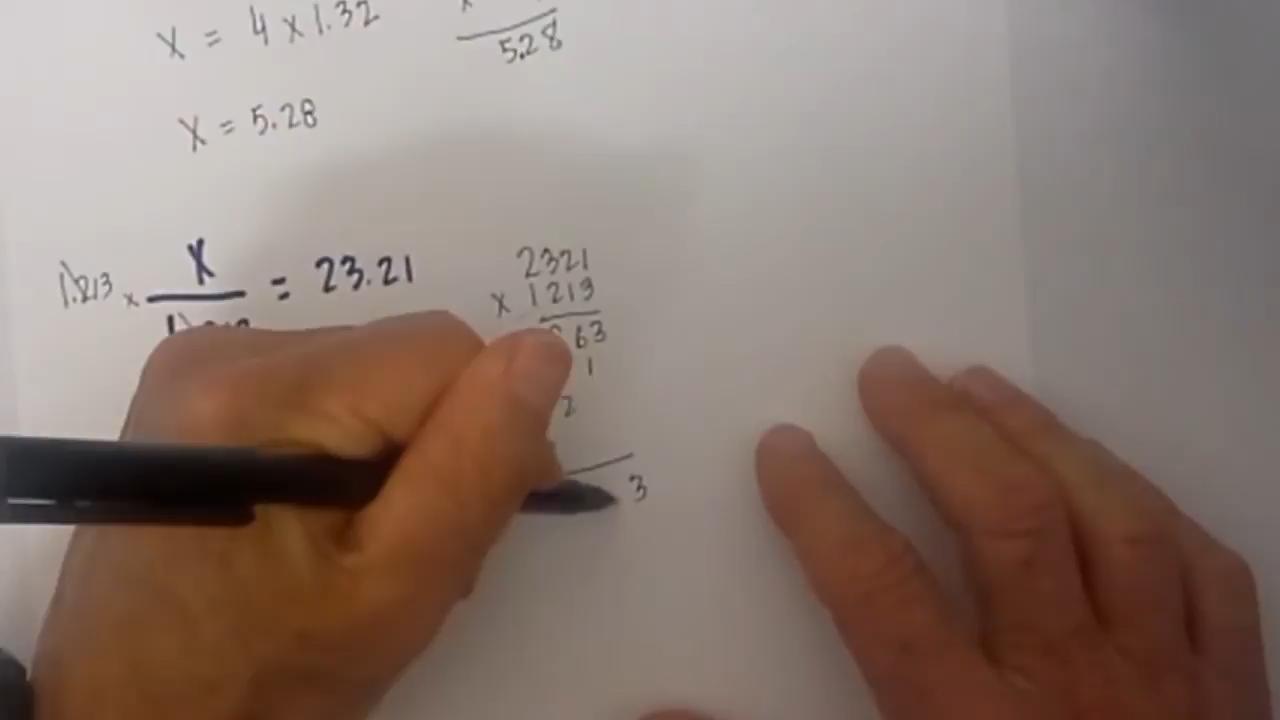 x = 4 x 1.32
5.28
x = 5.28
1.213 x
x
= 23.21
2321
x 1213
63
1
2
3